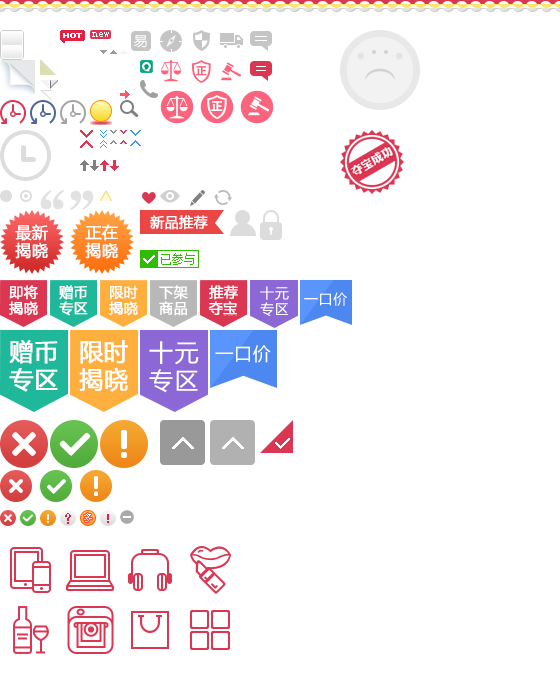 HOT
new
易
正
正
夺宝成功
最新
揭晓
正在
揭晓
新品推荐
已参与
即将
揭晓
赠币
专区
限时
揭晓
下架
商品
推荐
夺宝
十元
专区
一口价
赠币
专区
限时
揭晓
十元
专区
一口价